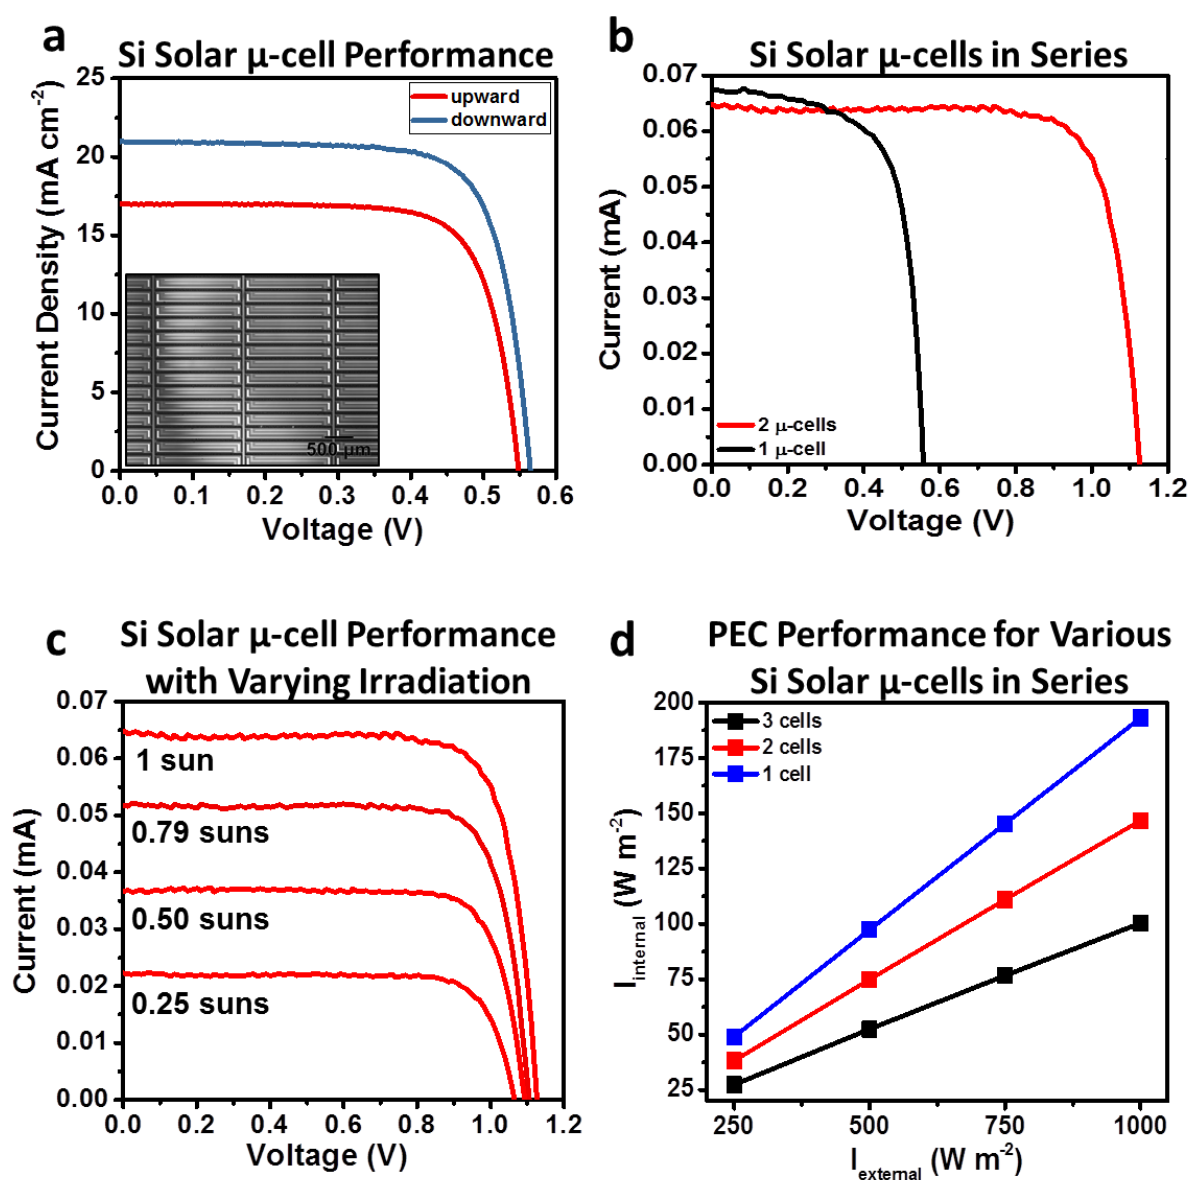 a
Si Solar μ-cell Performance
25
20
15
10
5
0
Current Density (mA cm-2)
upward
downward
500 μm
0.0 0.1 0.2 0.3 0.4 0.5 0.6
Voltage (V)
b
Si Solar μ-cells in Series
0.07
0.06
0.05
0.04
0.03
0.02
0.01
0.00
Current (mA)
2 μ-cells
1 μ-cell
0.0 0.2 0.4 0.6 0.8 1.0 1.2
Voltage (V)
c
Si Solar μ-cell Performance
with Varying Irradiation
0.07
0.06
0.05
0.04
0.03
0.02
0.01
0.00
Current (mA)
1 sun
0.79 suns
0.50 suns
0.25 suns
0.0 0.2 0.4 0.6 0.8 1.0 1.2
Voltage (V)
d
PEC Performance for Various
Si Solar μ-cells in Series
200
175
150
125
100
75
50
25
Iinternal (W m-2)
3 cells
2 cells
1 cell
250 500 750 1000
Iexternal (W m-2)